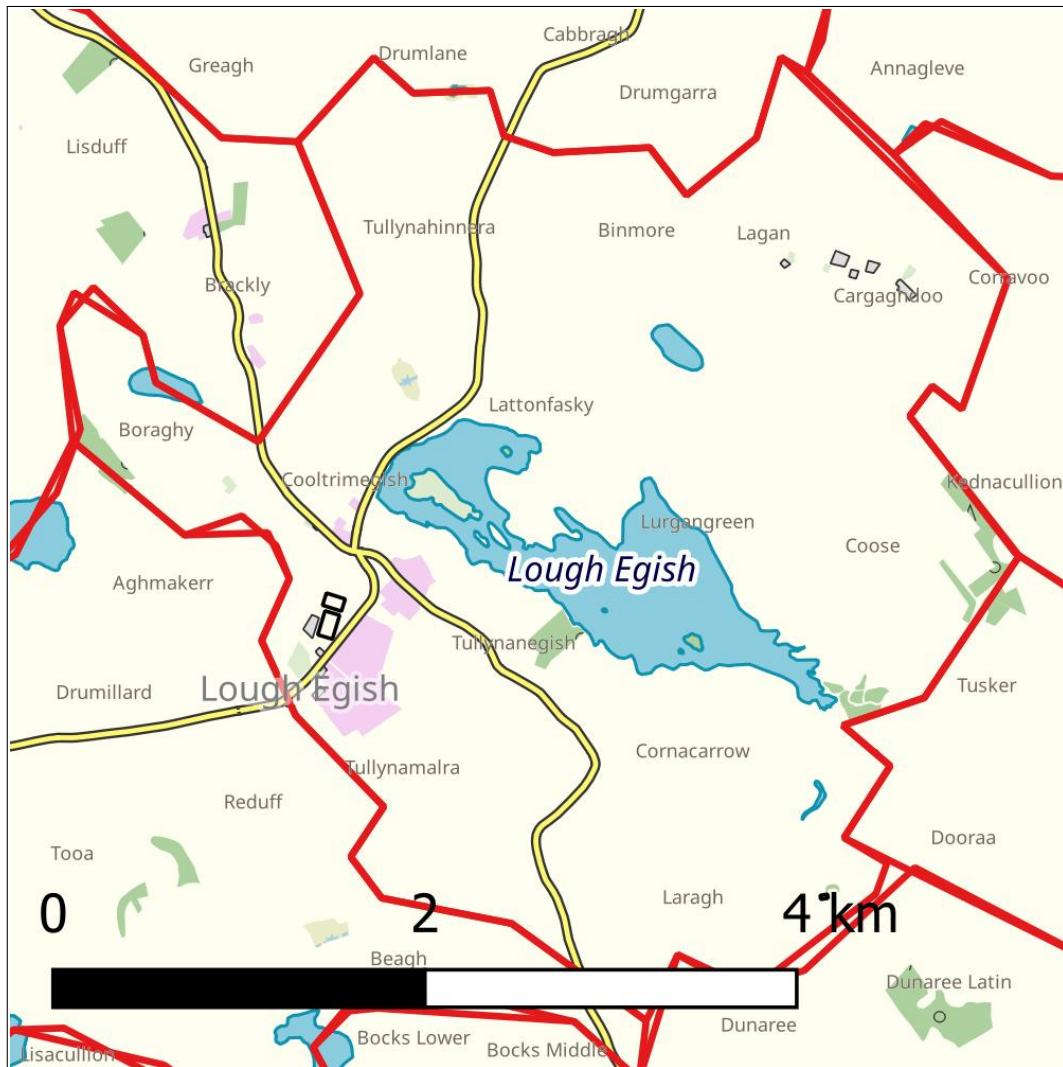 Cabbragh
Greagh
Drumlane
Annagleve
Drumgarra
Lisduff
Tullynahinnera
Binmore
Lagan
Brackly
Corravoo
Cargaghdoo
Lattonfasky
Boraghy
Cooltrimegish
Kednacullion
Lurgangreen
Coose
Lough Egish
Aghmakerr
Tullynanegish
Drumillard
Lough Egish
Tusker
Cornacarrow
Tullynamalra
Reduff
Dooraa
Tooa
Laragh
0 2 4 km
Beagh
Dunaree Latin
Dunaree
Bocks Lower
Bocks Middle
Lisacullion